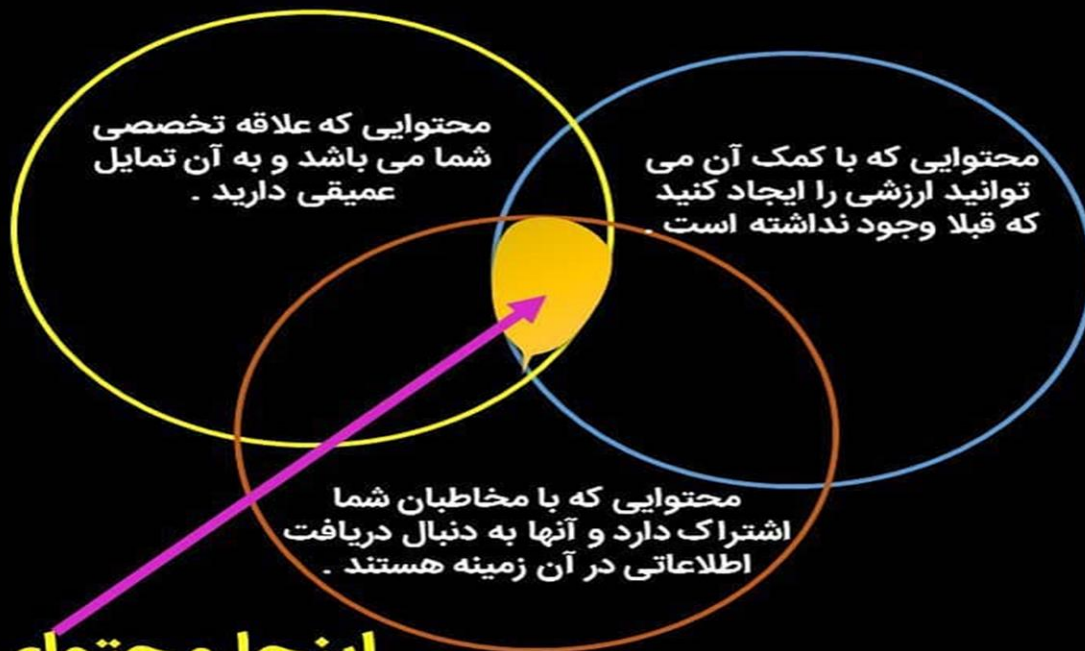 محتوایی که علاقه تخصصی
شما می باشد و به آن تمایل
عمیقی دارید .
محتوایی که با کمک آن می
توانید ارزشی را ایجاد کنید
که قبلا وجود نداشته است .
محتوایی که با مخاطبان شما
اشتراک دارد و آنها به دنبال دریافت
اطلاعاتی در آن زمینه هستند .